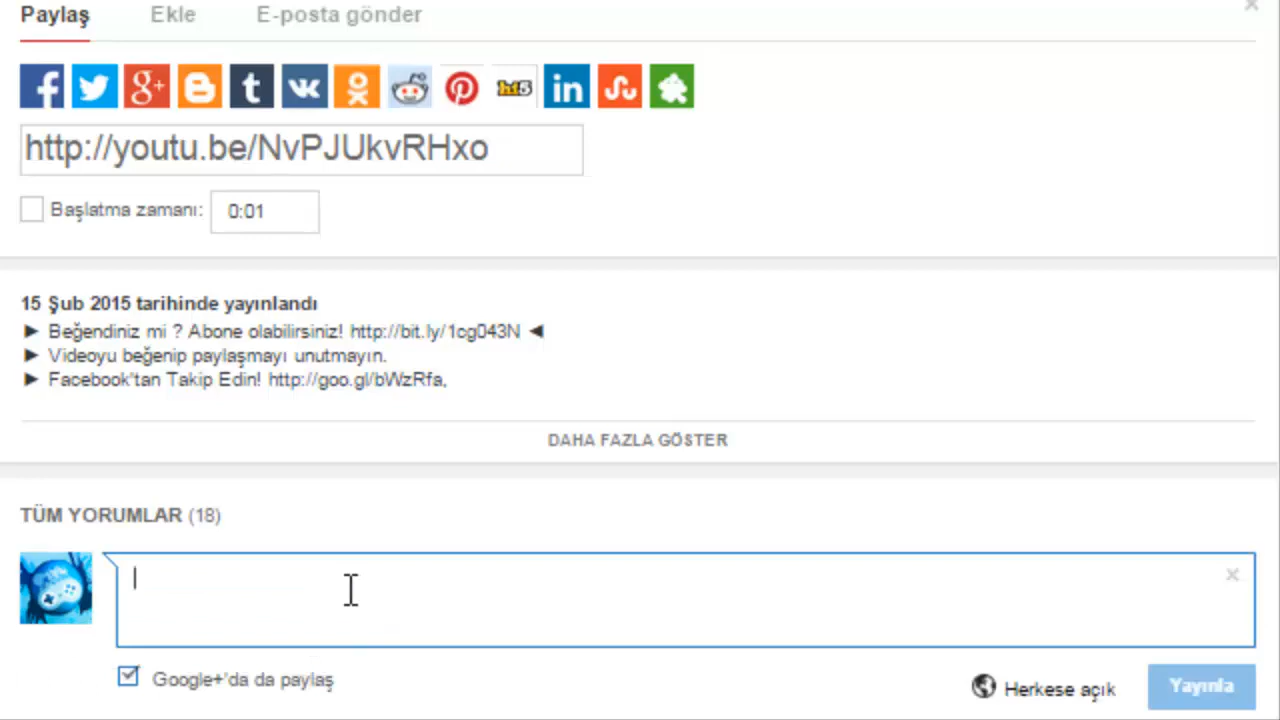 Paylaş Ekle E-posta gönder
http://youtu.be/NvPJUkvRHxo
Başlatma zamanı: 0:01
15 Şub 2015 tarihinde yayınlandı
► Beğendiniz mi ? Abone olabilirsiniz! http://bit.ly/1cg043N ◄
► Videoyu beğenip paylaşmayı unutmayın.
► Facebook'tan Takip Edin! http://goo.gl/bWzRfa,
DAHA FAZLA GÖSTER
TÜM YORUMLAR (18)
Google+'da da paylaş
Herkese açık
Yayınla